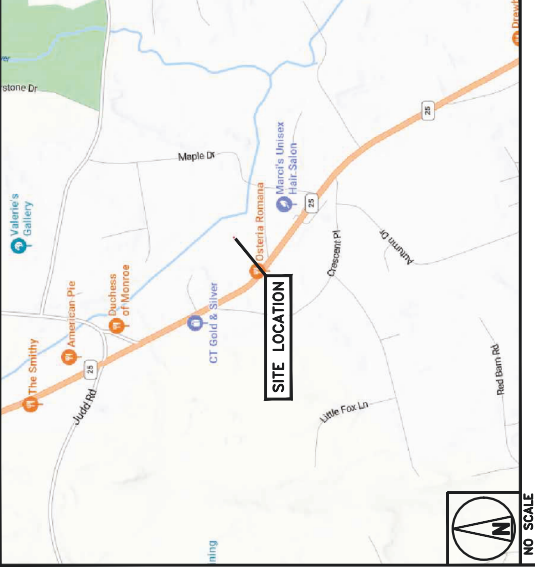 stone Dr
Valerie's
Gallery
Maple Dr
The Smithy
American Pie
Duchess
of Monroe
25
Judd Rd
CT Gold & Silver
Osteria Romana
Marci's Unisex
Hair Salon
25
25
Drewb
Crescent Pl
Autumn Dr
SITE LOCATION
Little Fox Ln
Red Barn Rd
ning
N
NO SCALE